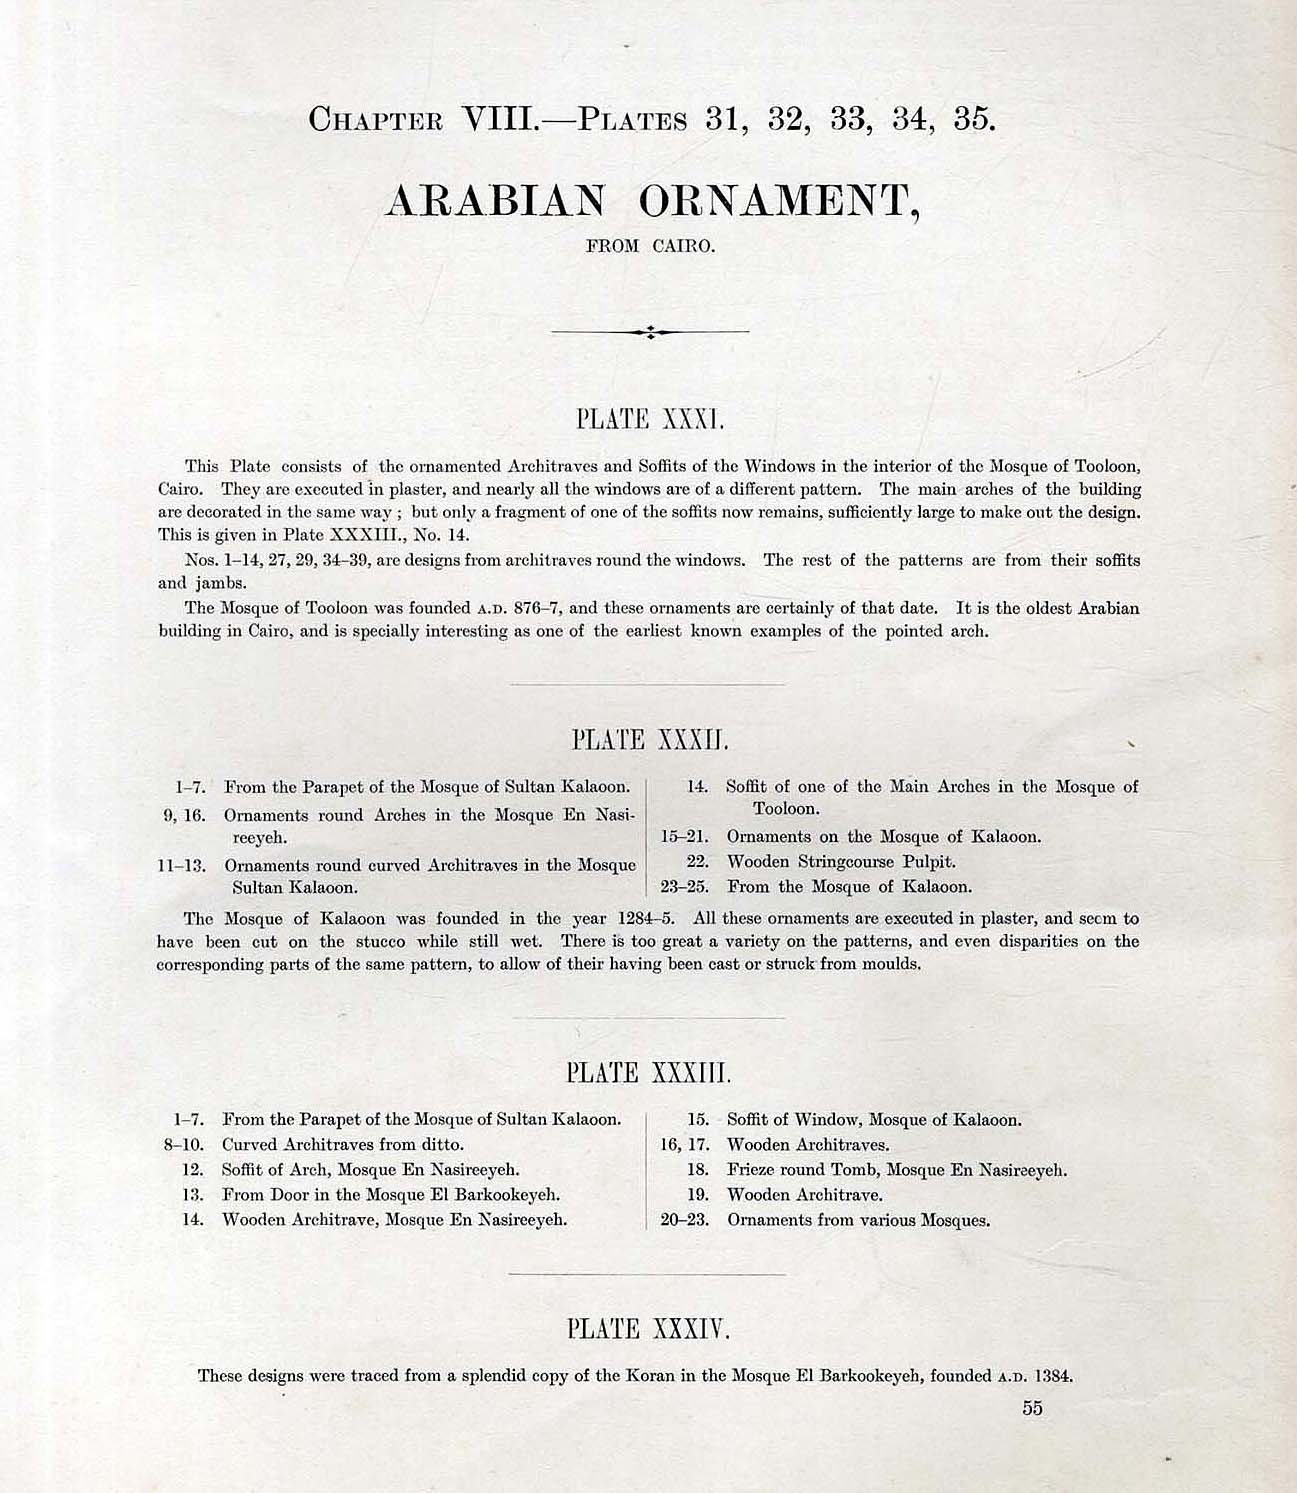 CHAPTER VIII.—PLATES 31, 32, 33, 34, 35.
ARABIAN ORNAMENT,
FROM CAIRO.
PLATE XXXI.
This Plate consists of the ornamented Architraves and Soffits of the Windows in the interior of the Mosque of Tooloon,
Cairo. They are executed in plaster, and nearly all the windows are of a different pattern. The main arches of the building
are decorated in the same way ; but only a fragment of one of the soffits now remains, sufficiently large to make out the design.
This is given in Plate XXXIII., No. 14.
Nos. 1–14, 27, 29, 34–39, are designs from architraves round the windows. The rest of the patterns are from their soffits
and jambs.
The Mosque of Tooloon was founded A.D. 876–7, and these ornaments are certainly of that date. It is the oldest Arabian
building in Cairo, and is specially interesting as one of the earliest known examples of the pointed arch.
PLATE XXXII.
1–7. From the Parapet of the Mosque of Sultan Kalaoon.
9, 16. Ornaments round Arches in the Mosque En Nasi-
reeyeh.
11–13. Ornaments round curved Architraves in the Mosque
Sultan Kalaoon.
14. Soffit of one of the Main Arches in the Mosque of
Tooloon.
15–21. Ornaments on the Mosque of Kalaoon.
22. Wooden Stringcourse Pulpit.
23–25. From the Mosque of Kalaoon.
The Mosque of Kalaoon was founded in the year 1284–5. All these ornaments are executed in plaster, and seem to
have been cut on the stucco while still wet. There is too great a variety on the patterns, and even disparities on the
corresponding parts of the same pattern, to allow of their having been cast or struck from moulds.
PLATE XXXIII.
1–7. From the Parapet of the Mosque of Sultan Kalaoon.
8–10. Curved Architraves from ditto.
12. Soffit of Arch, Mosque En Nasireeyeh.
13. From Door in the Mosque El Barkookeyeh.
14. Wooden Architrave, Mosque En Nasireeyeh.
15. Soffit of Window, Mosque of Kalaoon.
16, 17. Wooden Architraves.
18. Frieze round Tomb, Mosque En Nasireeyeh.
19. Wooden Architrave.
20–23. Ornaments from various Mosques.
PLATE XXXIV.
These designs were traced from a splendid copy of the Koran in the Mosque El Barkookeyeh, founded A.D. 1384.
55